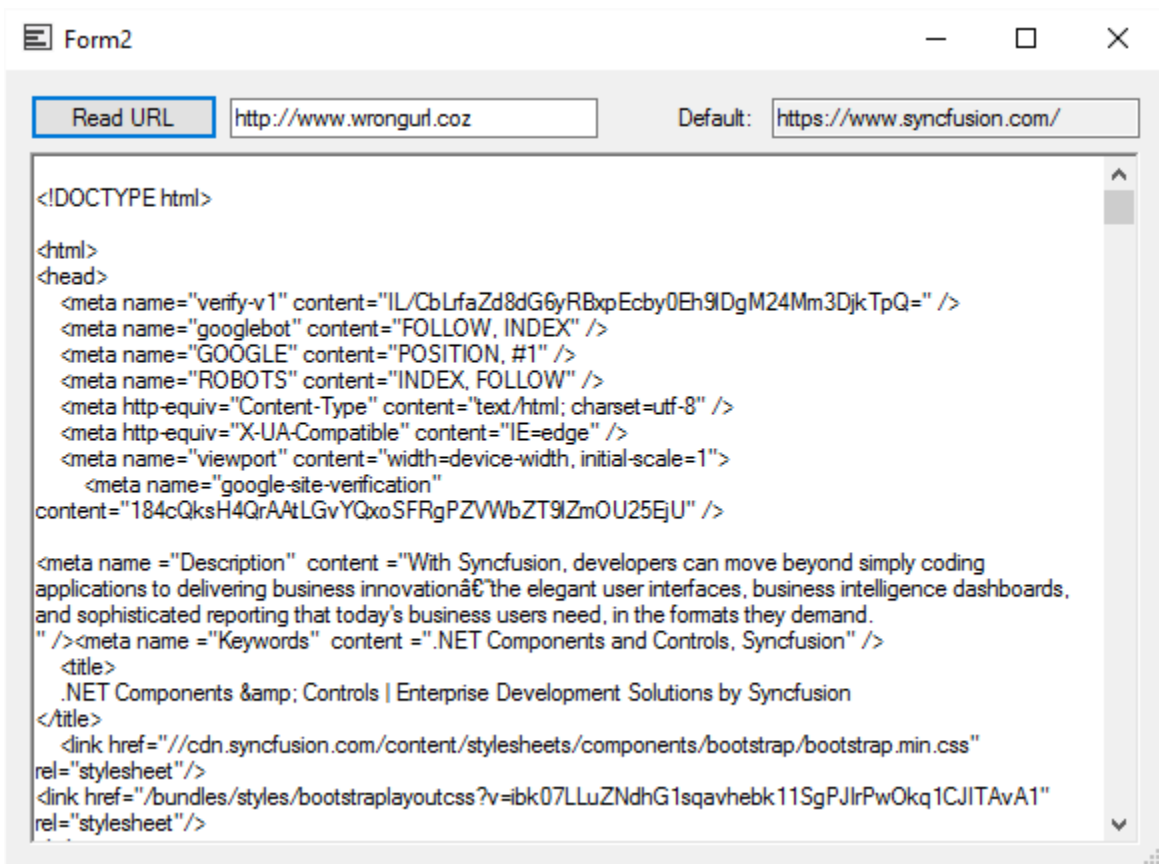 Form2
Read URL http://www.wrongurl.coz Default: https://www.syncfusion.com/
<!DOCTYPE html>
<html>
<head>
<meta name="verify-v1" content="IL/CbLrfaZd8dG6yRBxpEcby0Eh9lDgM24Mm3DjkTpQ=" />
<meta name="googlebot" content="FOLLOW, INDEX" />
<meta name="GOOGLE" content="POSITION, #1" />
<meta name="ROBOTS" content="INDEX, FOLLOW" />
<meta http-equiv="Content-Type" content="text/html; charset=utf-8" />
<meta http-equiv="X-UA-Compatible" content="IE=edge" />
<meta name="viewport" content="width=device-width, initial-scale=1">
<meta name="google-site-verification"
content="184cQksH4QrAAtLGvYQxoSFRgPZVWbZT9lZmOU25EjU" />
<meta name ="Description"  content ="With Syncfusion, developers can move beyond simply coding
applications to delivering business innovationâ€”the elegant user interfaces, business intelligence dashboards,
and sophisticated reporting that today's business users need, in the formats they demand.
" /><meta name ="Keywords"  content =".NET Components and Controls, Syncfusion" />
<title>
.NET Components &amp; Controls | Enterprise Development Solutions by Syncfusion
</title>
<link href="//cdn.syncfusion.com/content/stylesheets/components/bootstrap/bootstrap.min.css"
rel="stylesheet"/>
<link href="/bundles/styles/bootstraplayoutcss?v=ibk07LLuZNdhG1sqavhebk11SgPJIrPwOkq1CJITAvA1"
rel="stylesheet"/>